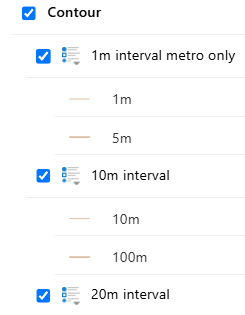 Contour
1m interval metro only
1m
5m
10m interval
10m
100m
20m interval